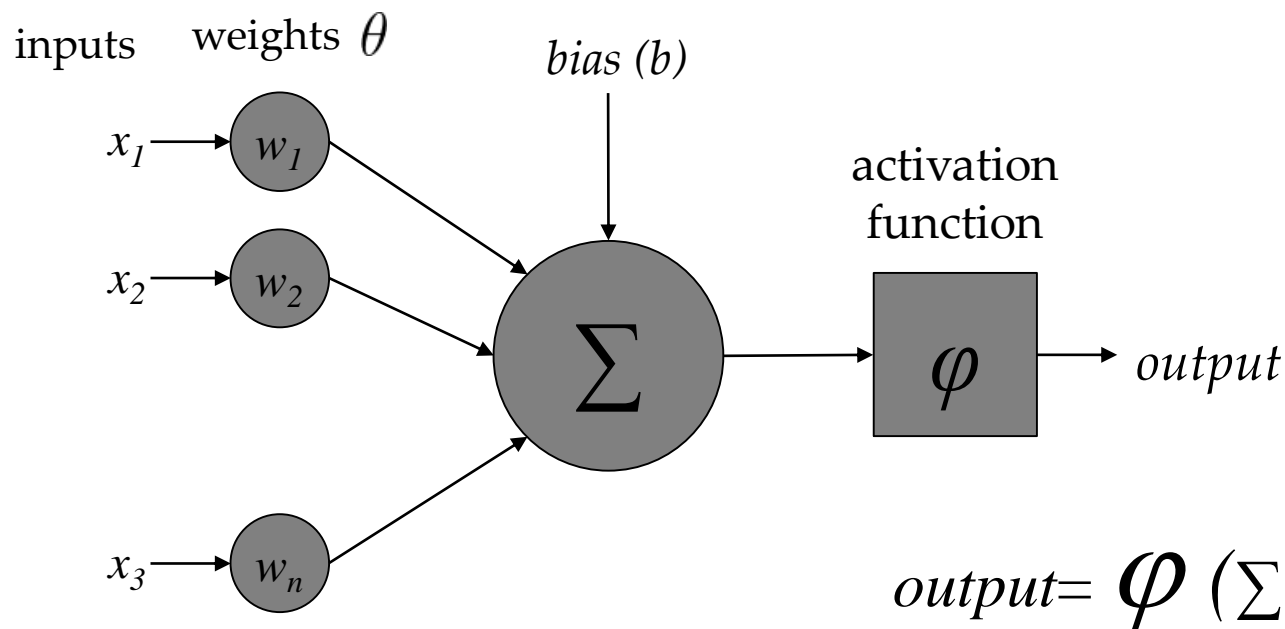 inputs
weights θ
bias (b)
x₁
w₁
activation
function
x₂
w₂
∑
φ
output
x₃
wₙ
output= φ (∑